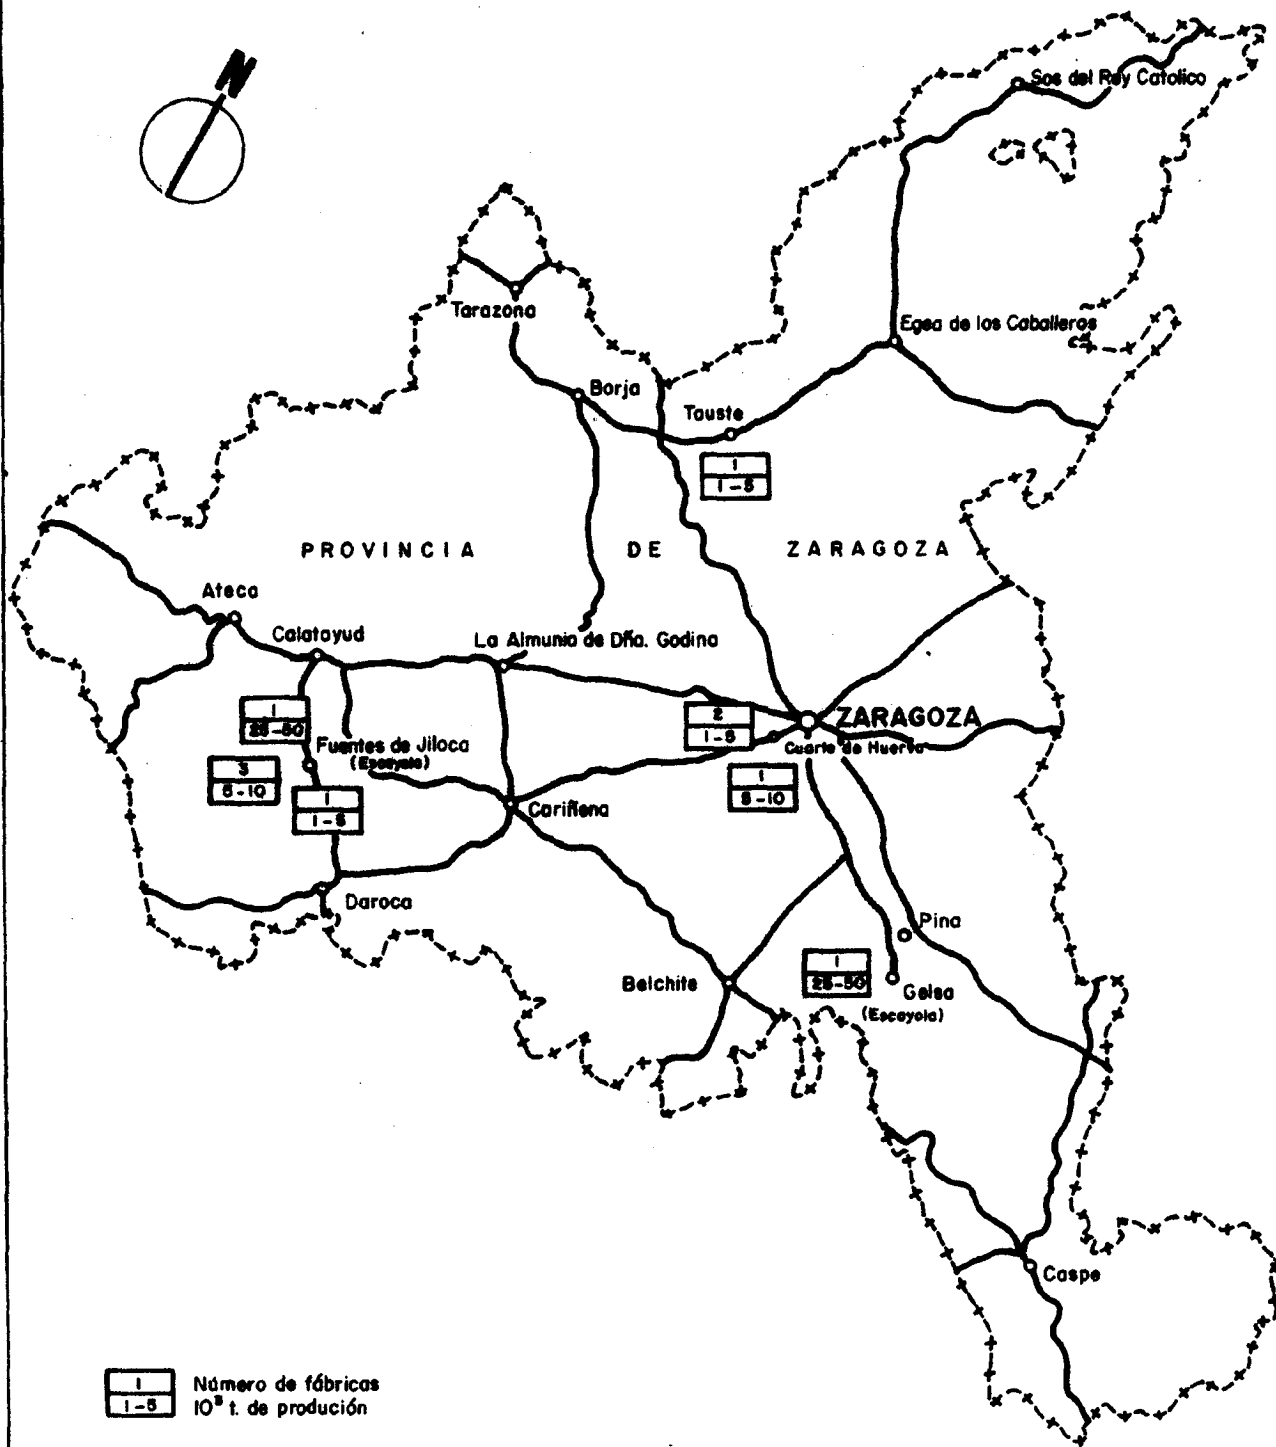 N
Sos del Rey Catolico
Tarazona
Egea de los Caballeros
Borja
Tauste
1
1-5
PROVINCIA DE ZARAGOZA
Ateca
Calatayud
La Almunia de Dña. Godina
1
25-50
2
1-5
ZARAGOZA
Cuarte de Huerva
Fuentes de Jiloca
(Escayola)
3
5-10
1
1-5
1
5-10
Cariñena
Daroca
Pina
Belchite
1
25-50
Gelsa
(Escayola)
Caspe
1
1-5
Número de fábricas
10³ t. de produción